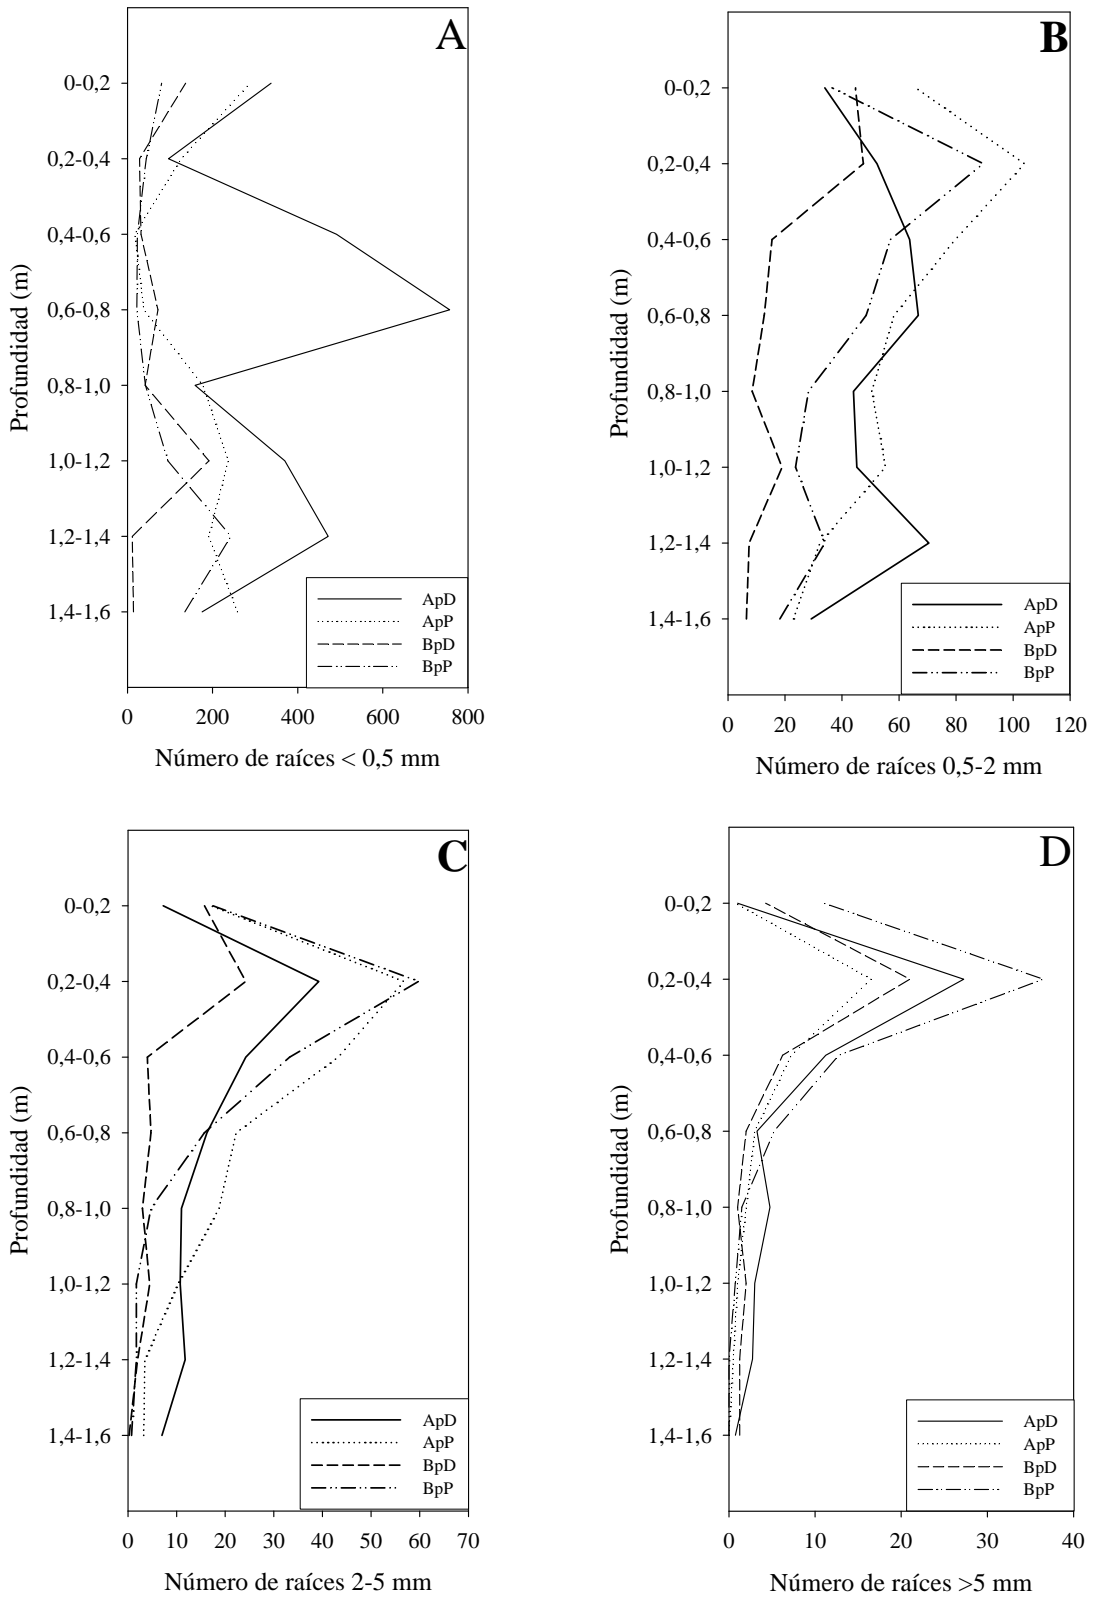 A
0-0,2
0,2-0,4
0,4-0,6
0,6-0,8
0,8-1,0
1,0-1,2
1,2-1,4
1,4-1,6
Profundidad (m)
ApD
ApP
BpD
BpP
0 200 400 600 800
Número de raíces < 0,5 mm
B
0-0,2
0,2-0,4
0,4-0,6
0,6-0,8
0,8-1,0
1,0-1,2
1,2-1,4
1,4-1,6
Profundidad (m)
ApD
ApP
BpD
BpP
0 20 40 60 80 100 120
Número de raíces 0,5-2 mm
C
0-0,2
0,2-0,4
0,4-0,6
0,6-0,8
0,8-1,0
1,0-1,2
1,2-1,4
1,4-1,6
Profundidad (m)
ApD
ApP
BpD
BpP
0 10 20 30 40 50 60 70
Número de raíces 2-5 mm
D
0-0,2
0,2-0,4
0,4-0,6
0,6-0,8
0,8-1,0
1,0-1,2
1,2-1,4
1,4-1,6
Profundidad (m)
ApD
ApP
BpD
BpP
0 10 20 30 40
Número de raíces >5 mm